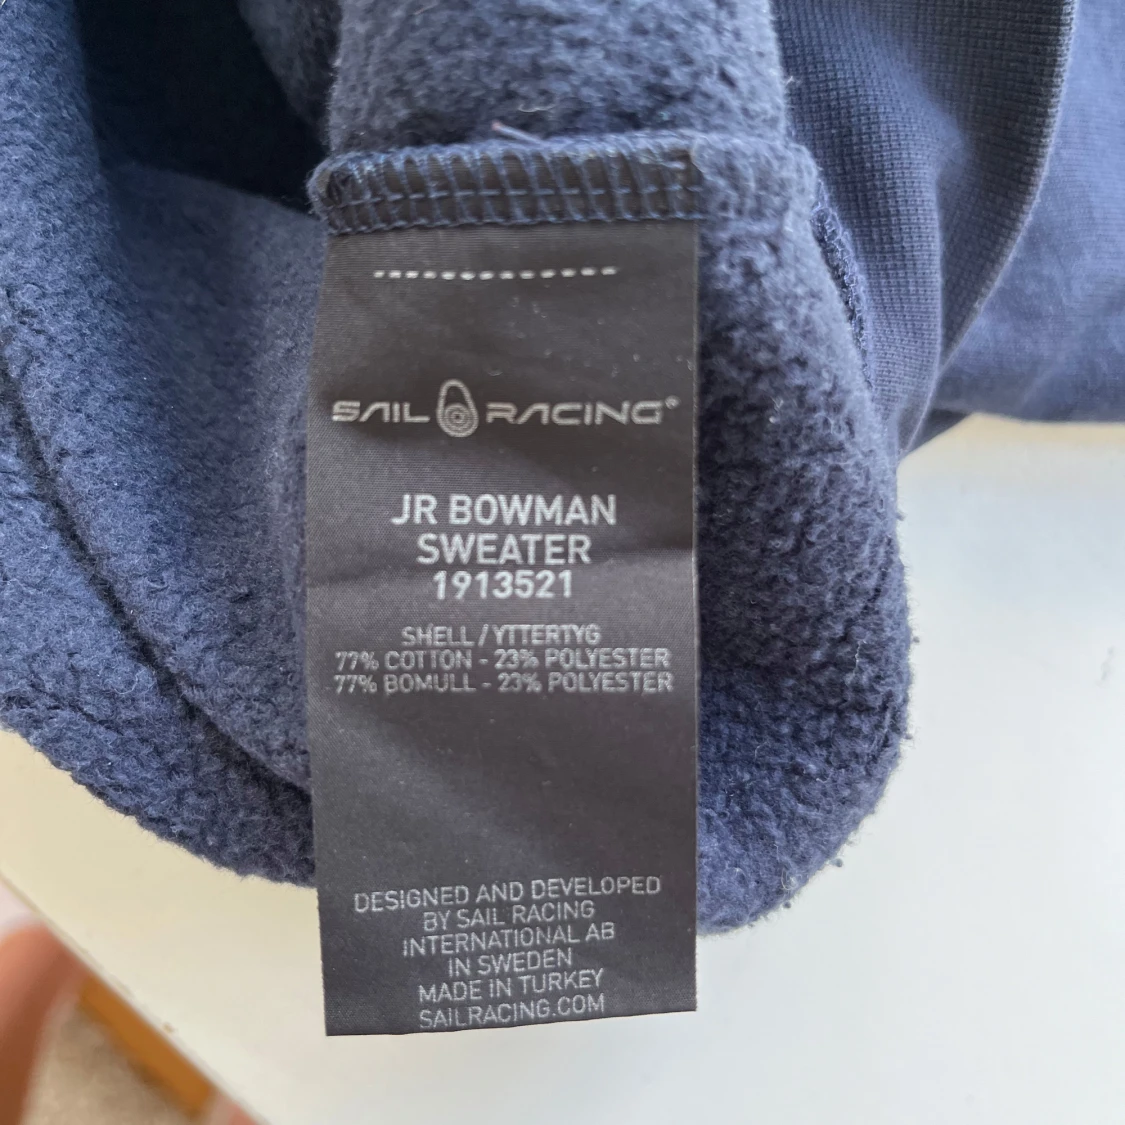 SAIL RACING®
JR BOWMAN
SWEATER
1913521
SHELL/YTTERTYG
77% COTTON - 23% POLYESTER
77% BOMULL - 23% POLYESTER
DESIGNED AND DEVELOPED
BY SAIL RACING
INTERNATIONAL AB
IN SWEDEN
MADE IN TURKEY
SAILRACING.COM